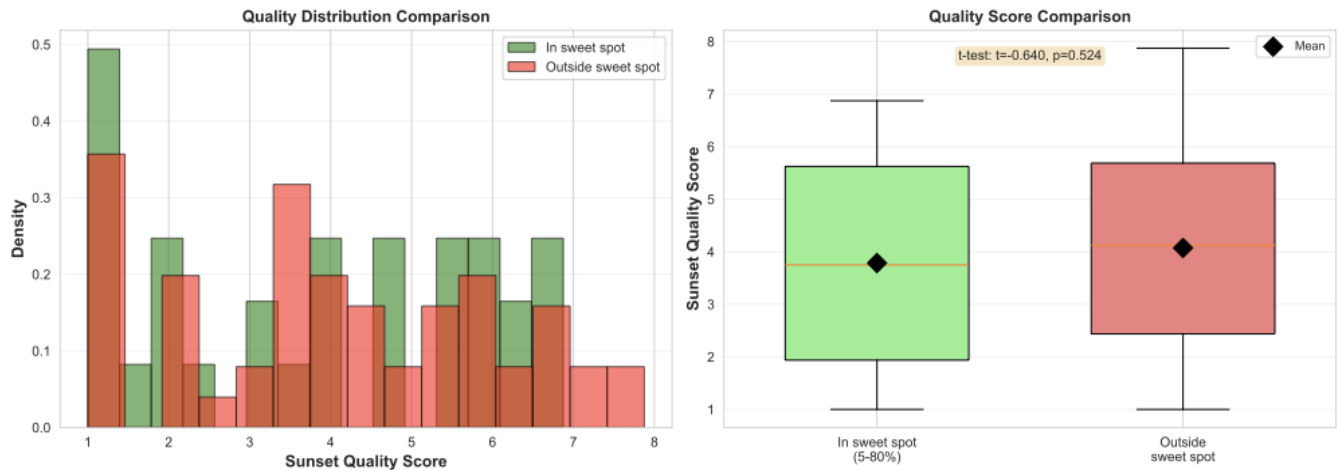 Quality Distribution Comparison
In sweet spot
Outside sweet spot
Density
0.5
0.4
0.3
0.2
0.1
0.0
1 2 3 4 5 6 7 8
Sunset Quality Score
Quality Score Comparison
t-test: t=-0.640, p=0.524
Mean
Sunset Quality Score
8
7
6
5
4
3
2
1
In sweet spot
(5-80%)
Outside
sweet spot